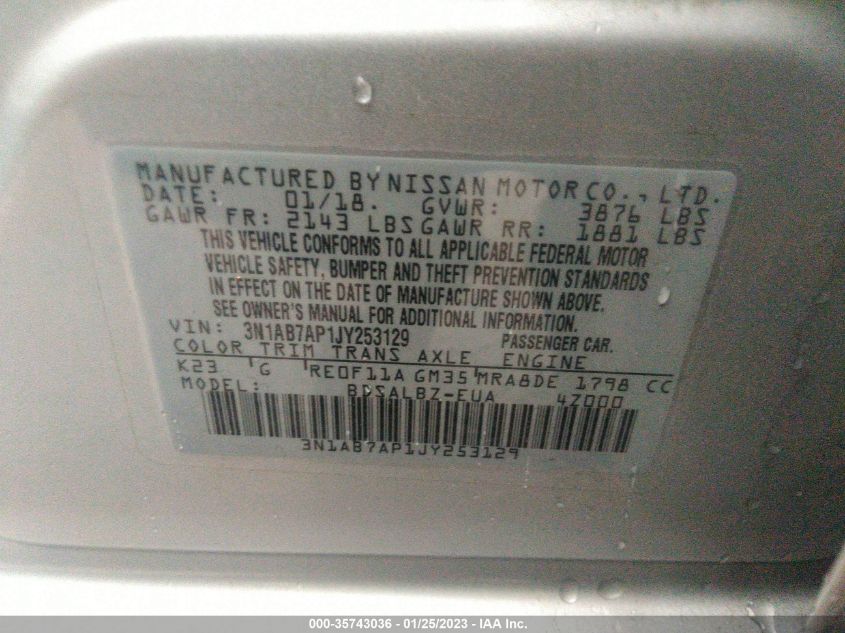 MANUFACTURED BY NISSAN MOTOR CO., LTD.
DATE: 01/18. GVWR: 3876 LBS
GAWR FR: 2143 LBS GAWR RR: 1881 LBS
THIS VEHICLE CONFORMS TO ALL APPLICABLE FEDERAL MOTOR
VEHICLE SAFETY, BUMPER AND THEFT PREVENTION STANDARDS
IN EFFECT ON THE DATE OF MANUFACTURE SHOWN ABOVE.
SEE OWNER'S MANUAL FOR ADDITIONAL INFORMATION.
VIN: 3N1AB7AP1JY253129 PASSENGER CAR.
COLOR TRIM TRANS AXLE ENGINE
K23 G RE0F11A GM35 MRA8DE 1798 CC
MODEL: BDSALBZ-EUA 4Z000
3N1AB7AP1JY253129
000-35743036 - 01/25/2023 - IAA Inc.